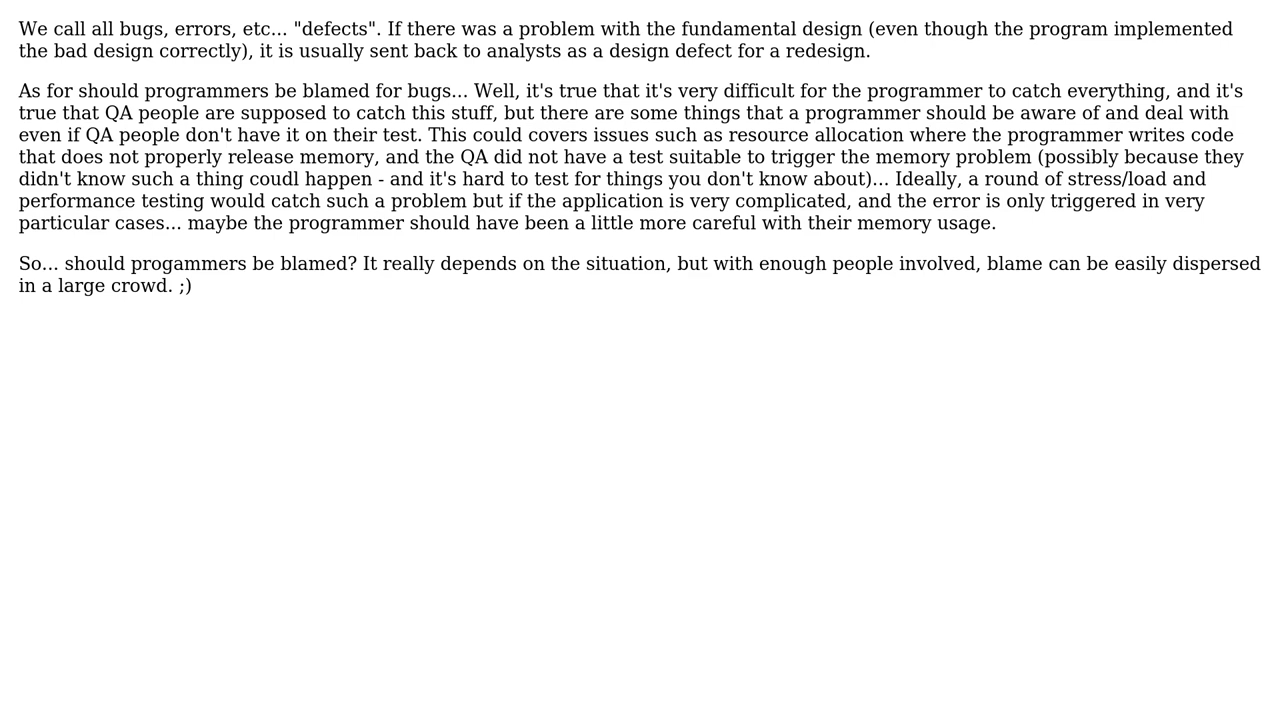 We call all bugs, errors, etc... "defects". If there was a problem with the fundamental design (even though the program implemented
the bad design correctly), it is usually sent back to analysts as a design defect for a redesign.
As for should programmers be blamed for bugs... Well, it's true that it's very difficult for the programmer to catch everything, and it's
true that QA people are supposed to catch this stuff, but there are some things that a programmer should be aware of and deal with
even if QA people don't have it on their test. This could covers issues such as resource allocation where the programmer writes code
that does not properly release memory, and the QA did not have a test suitable to trigger the memory problem (possibly because they
didn't know such a thing coudl happen - and it's hard to test for things you don't know about)... Ideally, a round of stress/load and
performance testing would catch such a problem but if the application is very complicated, and the error is only triggered in very
particular cases... maybe the programmer should have been a little more careful with their memory usage.
So... should progammers be blamed? It really depends on the situation, but with enough people involved, blame can be easily dispersed
in a large crowd. ;)